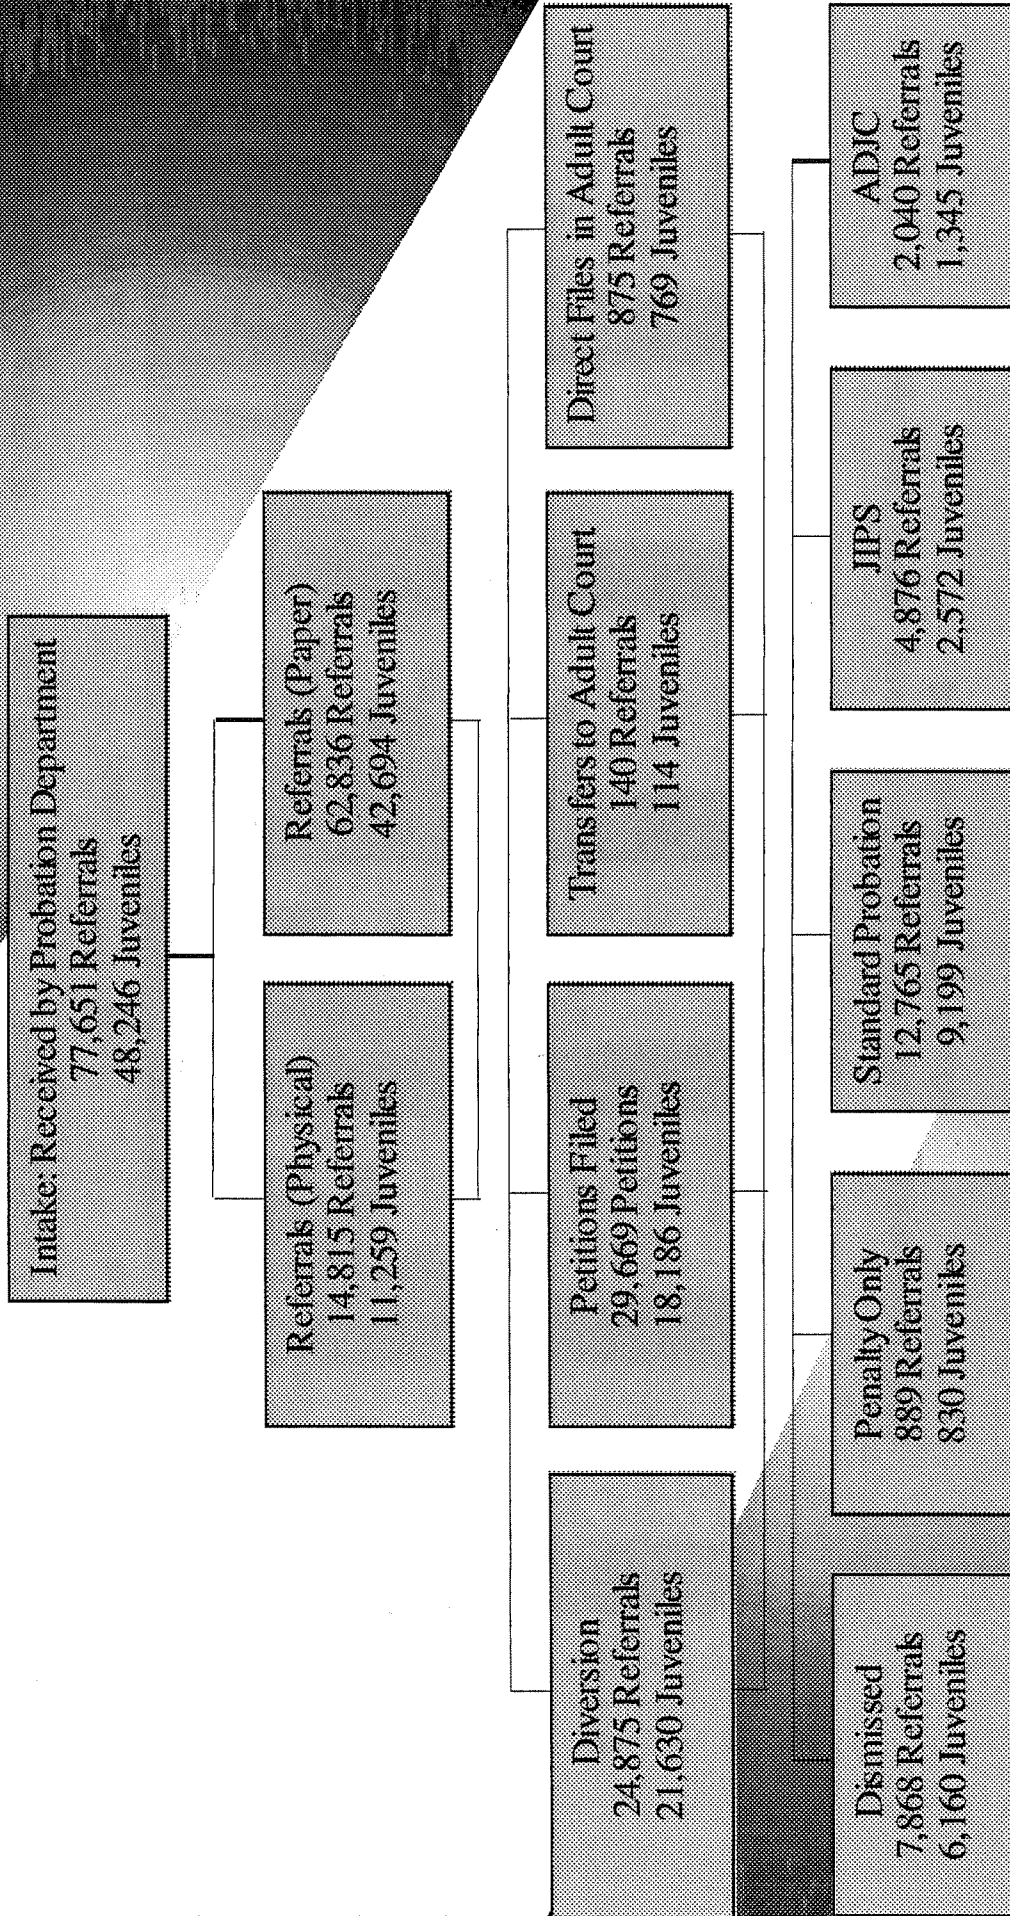 Intake: Received by Probation Department
77,651 Referrals
48,246 Juveniles
Referrals (Physical)
14,815 Referrals
11,259 Juveniles
Referrals (Paper)
62,836 Referrals
42,694 Juveniles
Diversion
24,875 Referrals
21,630 Juveniles
Petitions Filed
29,669 Petitions
18,186 Juveniles
Transfers to Adult Court
140 Referrals
114 Juveniles
Direct Files in Adult Court
875 Referrals
769 Juveniles
Dismissed
7,868 Referrals
6,160 Juveniles
Penalty Only
889 Referrals
830 Juveniles
Standard Probation
12,765 Referrals
9,199 Juveniles
JIPS
4,876 Referrals
2,572 Juveniles
ADJC
2,040 Referrals
1,345 Juveniles